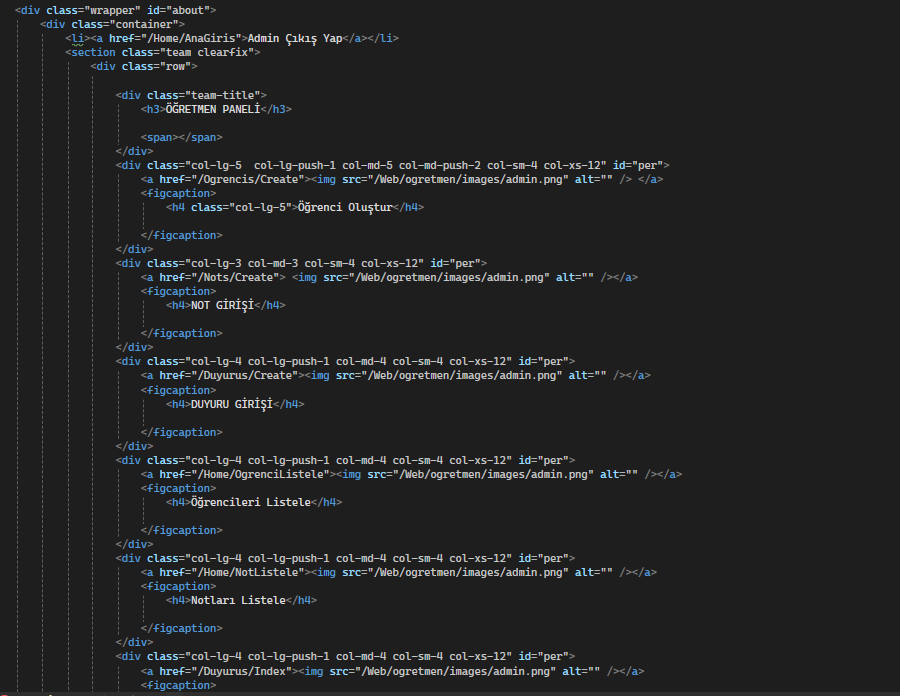 <div class="wrapper" id="about">
<div class="container">
<li><a href="/Home/AnaGiris">Admin Çıkış Yap</a></li>
<section class="team clearfix">
<div class="row">
<div class="team-title">
<h3>ÖĞRETMEN PANELİ</h3>
<span></span>
</div>
<div class="col-lg-5  col-lg-push-1 col-md-5 col-md-push-2 col-sm-4 col-xs-12" id="per">
<a href="/Ogrencis/Create"><img src="/Web/ogretmen/images/admin.png" alt="" /> </a>
<figcaption>
<h4 class="col-lg-5">Öğrenci Oluştur</h4>
</figcaption>
</div>
<div class="col-lg-3 col-md-3 col-sm-4 col-xs-12" id="per">
<a href="/Nots/Create"> <img src="/Web/ogretmen/images/admin.png" alt="" /></a>
<figcaption>
<h4>NOT GİRİŞİ</h4>
</figcaption>
</div>
<div class="col-lg-4 col-lg-push-1 col-md-4 col-sm-4 col-xs-12" id="per">
<a href="/Duyurus/Create"><img src="/Web/ogretmen/images/admin.png" alt="" /></a>
<figcaption>
<h4>DUYURU GİRİŞİ</h4>
</figcaption>
</div>
<div class="col-lg-4 col-lg-push-1 col-md-4 col-sm-4 col-xs-12" id="per">
<a href="/Home/OgrenciListele"><img src="/Web/ogretmen/images/admin.png" alt="" /></a>
<figcaption>
<h4>Öğrencileri Listele</h4>
</figcaption>
</div>
<div class="col-lg-4 col-lg-push-1 col-md-4 col-sm-4 col-xs-12" id="per">
<a href="/Home/NotListele"><img src="/Web/ogretmen/images/admin.png" alt="" /></a>
<figcaption>
<h4>Notları Listele</h4>
</figcaption>
</div>
<div class="col-lg-4 col-lg-push-1 col-md-4 col-sm-4 col-xs-12" id="per">
<a href="/Duyurus/Index"><img src="/Web/ogretmen/images/admin.png" alt="" /></a>
<figcaption>